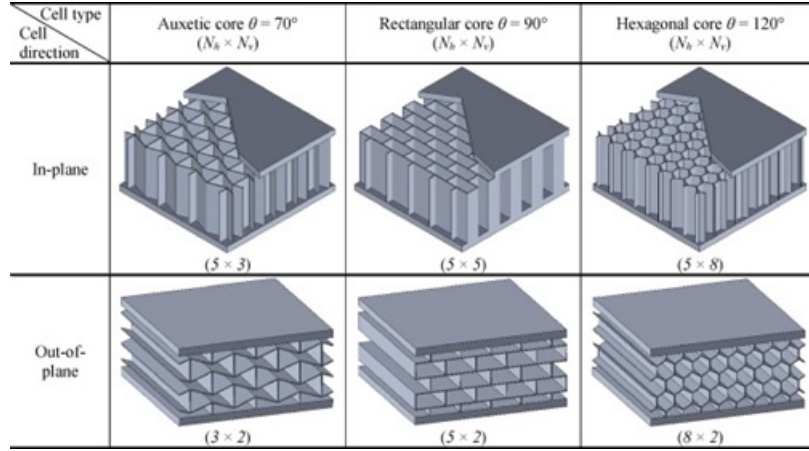 Cell type
Cell
direction
Auxetic core θ = 70°
(Nh × Nv)
Rectangular core θ = 90°
(Nh × Nv)
Hexagonal core θ = 120°
(Nh × Nv)
In-plane
(5 × 3)
(5 × 5)
(5 × 8)
Out-of-
plane
(3 × 2)
(5 × 2)
(8 × 2)